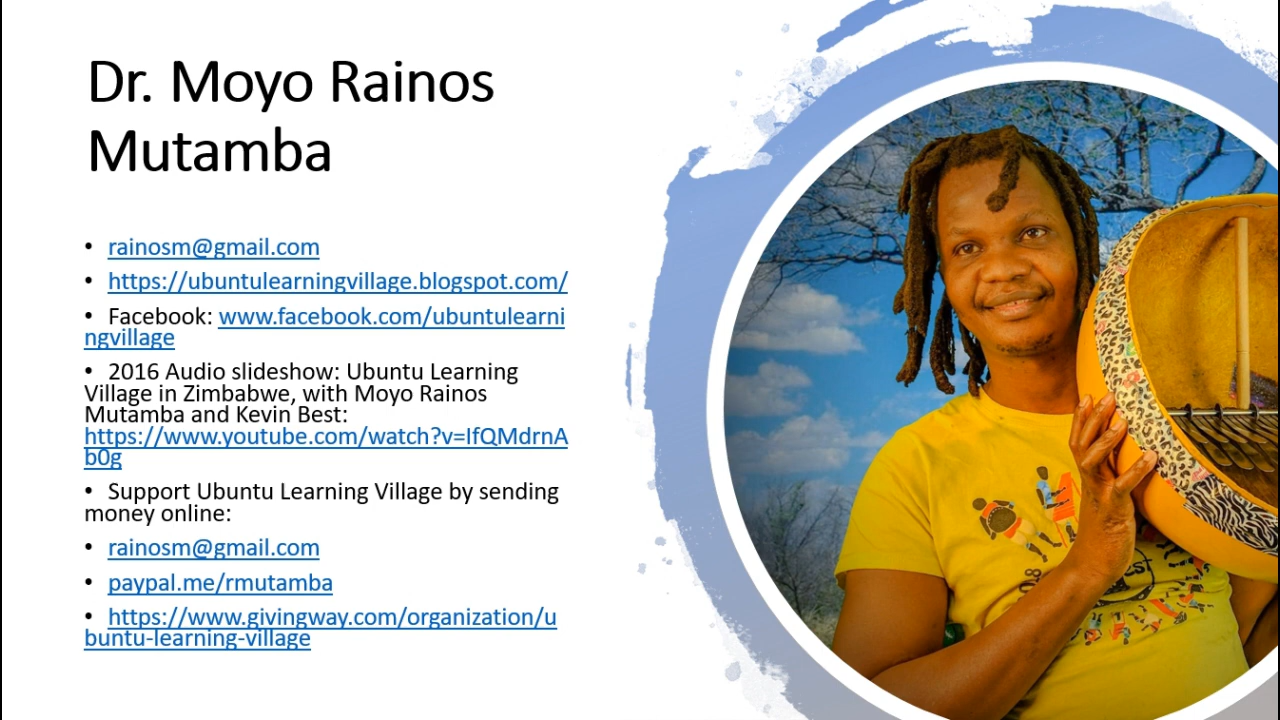 Dr. Moyo Rainos
Mutamba
• rainosm@gmail.com
• https://ubuntulearningvillage.blogspot.com/
• Facebook: www.facebook.com/ubuntulearni
ngvillage
• 2016 Audio slideshow: Ubuntu Learning
Village in Zimbabwe, with Moyo Rainos
Mutamba and Kevin Best:
https://www.youtube.com/watch?v=IfQMdrnA
b0g
• Support Ubuntu Learning Village by sending
money online:
• rainosm@gmail.com
• paypal.me/rmutamba
• https://www.givingway.com/organization/u
buntu-learning-village